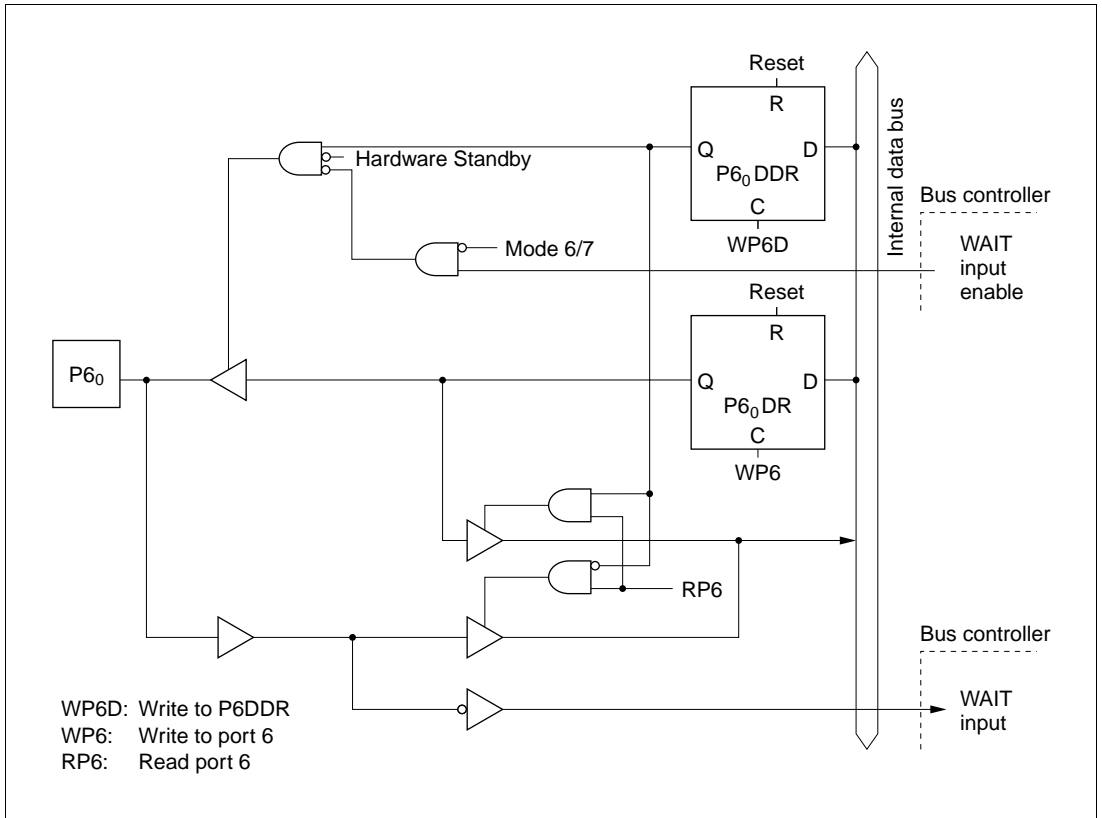 Reset
R
Q
D
P6₀ DDR
C
WP6D
Hardware Standby
Mode 6/7
Internal data bus
Bus controller
WAIT
input
enable
Reset
R
Q
D
P6₀ DR
C
WP6
P6₀
RP6
Bus controller
WAIT
input
WP6D: Write to P6DDR
WP6: Write to port 6
RP6: Read port 6